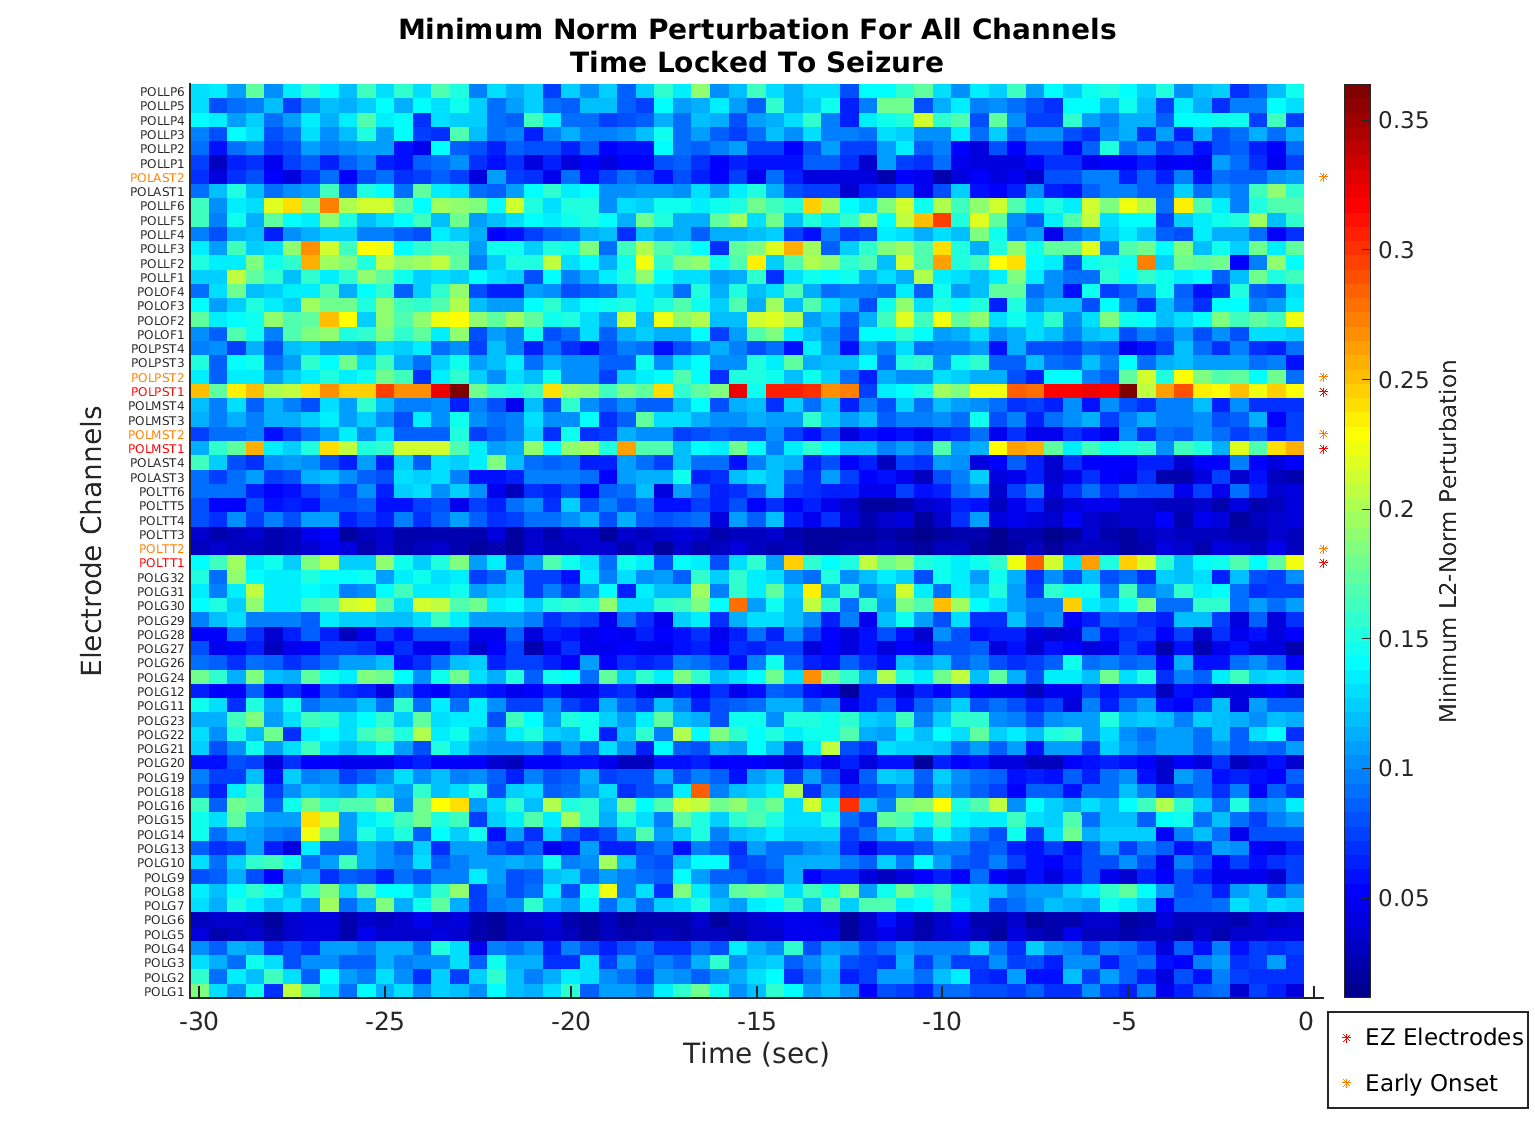 Minimum Norm Perturbation For All Channels
Time Locked To Seizure
Electrode Channels
POLLP6
POLLP5
POLLP4
POLLP3
POLLP2
POLLP1
POLAST2
POLAST1
POLLF6
POLLF5
POLLF4
POLLF3
POLLF2
POLLF1
POLOF4
POLOF3
POLOF2
POLOF1
POLPST4
POLPST3
POLPST2
POLPST1
POLMST4
POLMST3
POLMST2
POLMST1
POLAST4
POLAST3
POLTT6
POLTT5
POLTT4
POLTT3
POLTT2
POLTT1
POLG32
POLG31
POLG30
POLG29
POLG28
POLG27
POLG26
POLG24
POLG12
POLG11
POLG23
POLG22
POLG21
POLG20
POLG19
POLG18
POLG16
POLG15
POLG14
POLG13
POLG10
POLG9
POLG8
POLG7
POLG6
POLG5
POLG4
POLG3
POLG2
POLG1
-30 -25 -20 -15 -10 -5 0
Time (sec)
0.35
0.3
0.25
0.2
0.15
0.1
0.05
Minimum L2-Norm Perturbation
EZ Electrodes
Early Onset